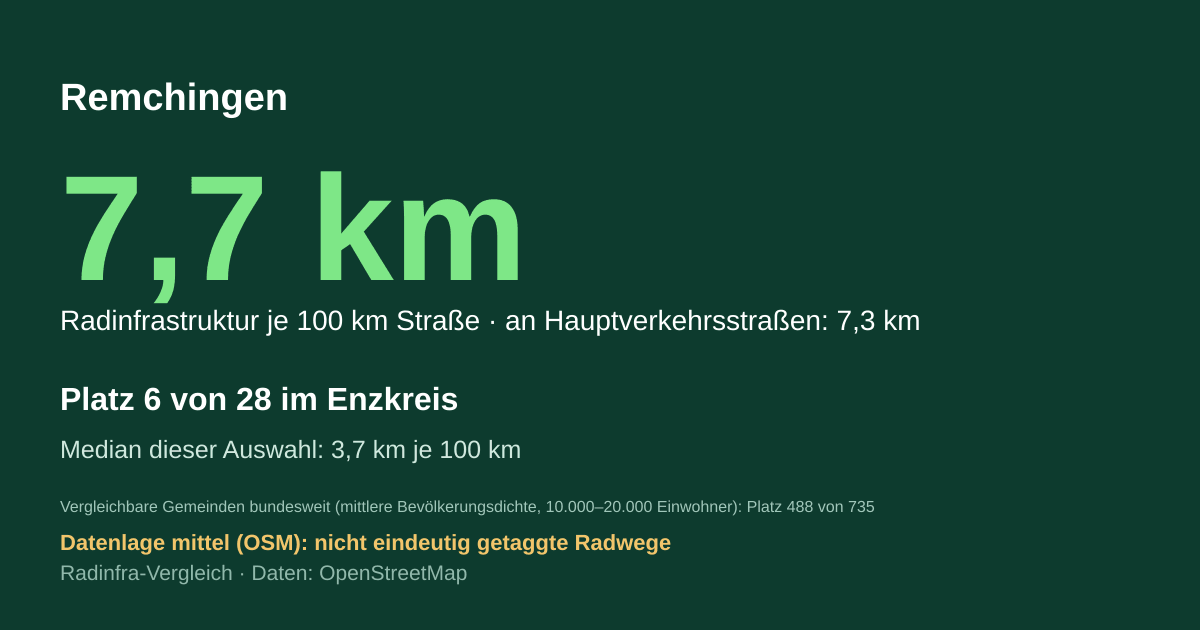 Remchingen
7,7 km
Radinfrastruktur je 100 km Straße · an Hauptverkehrsstraßen: 7,3 km
Platz 6 von 28 im Enzkreis
Median dieser Auswahl: 3,7 km je 100 km
Vergleichbare Gemeinden bundesweit (mittlere Bevölkerungsdichte, 10.000–20.000 Einwohner): Platz 488 von 735
Datenlage mittel (OSM): nicht eindeutig getaggte Radwege
Radinfra-Vergleich · Daten: OpenStreetMap